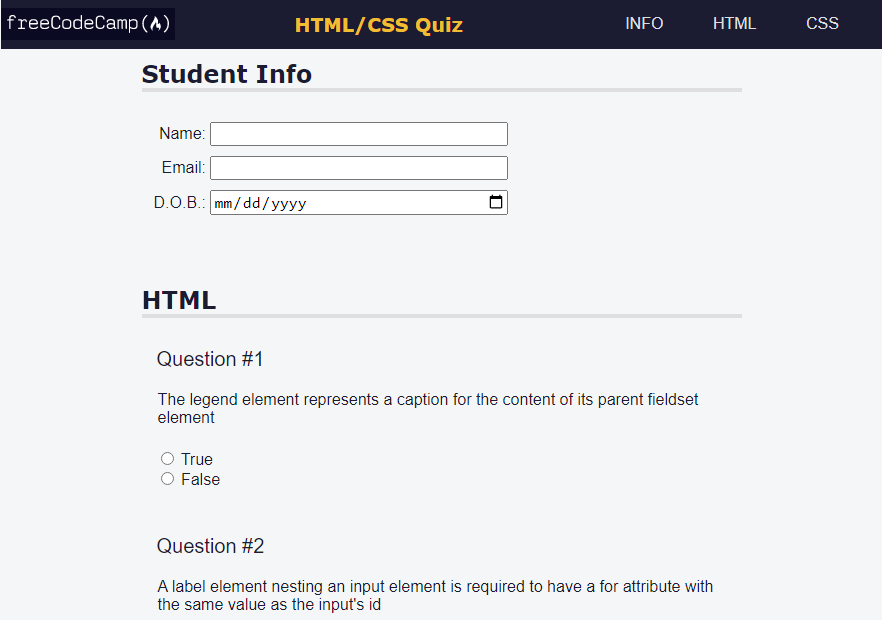 freeCodeCamp(🔥)
HTML/CSS Quiz
INFO
HTML
CSS
Student Info
Name:
Email:
D.O.B.: mm/dd/yyyy
HTML
Question #1
The legend element represents a caption for the content of its parent fieldset
element
True
False
Question #2
A label element nesting an input element is required to have a for attribute with
the same value as the input's id